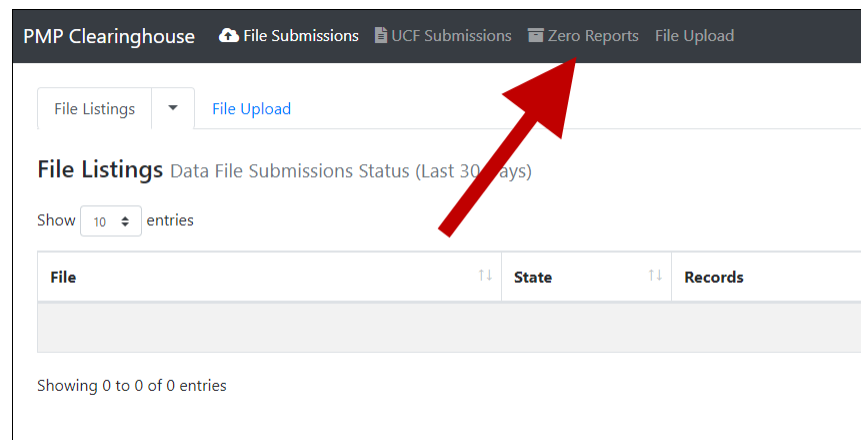 PMP Clearinghouse File Submissions UCF Submissions Zero Reports File Upload
File Listings File Upload
File Listings Data File Submissions Status (Last 30 Days)
Show 10 entries
File State Records
Showing 0 to 0 of 0 entries